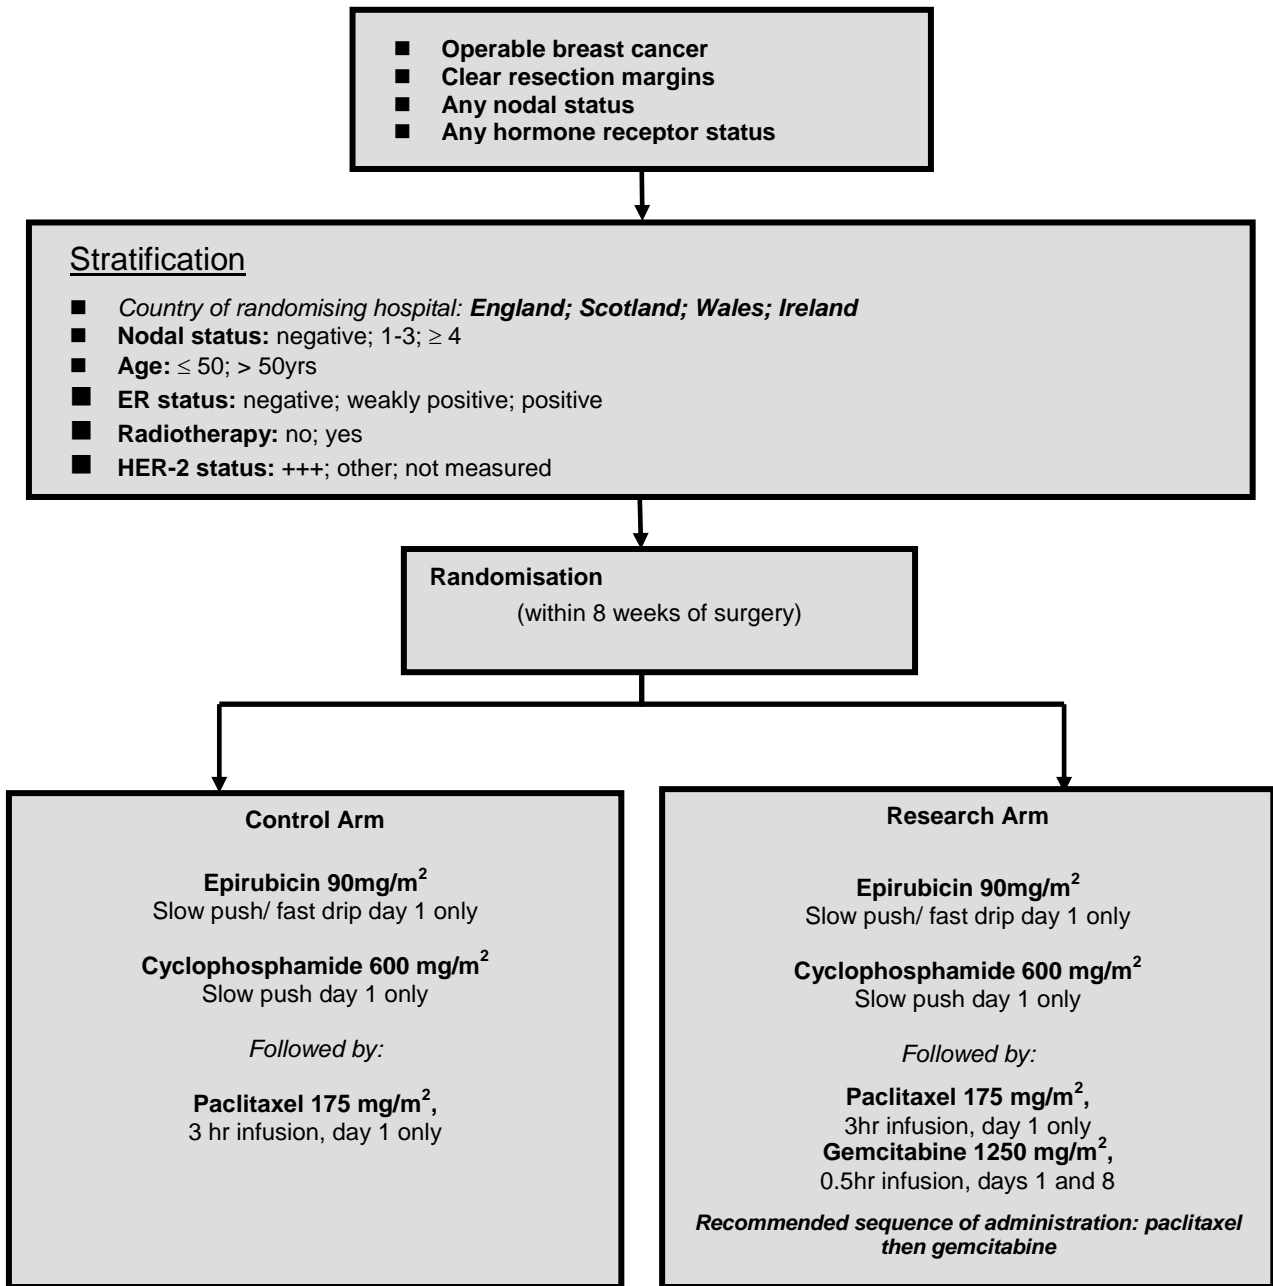 ■ Operable breast cancer
■ Clear resection margins
■ Any nodal status
■ Any hormone receptor status
Stratification
■ Country of randomising hospital: England; Scotland; Wales; Ireland
■ Nodal status: negative; 1-3; ≥ 4
■ Age: ≤ 50; > 50yrs
■ ER status: negative; weakly positive; positive
■ Radiotherapy: no; yes
■ HER-2 status: +++; other; not measured
Randomisation
(within 8 weeks of surgery)
Control Arm
Epirubicin 90mg/m²
Slow push/ fast drip day 1 only
Cyclophosphamide 600 mg/m²
Slow push day 1 only
Followed by:
Paclitaxel 175 mg/m²,
3 hr infusion, day 1 only
Research Arm
Epirubicin 90mg/m²
Slow push/ fast drip day 1 only
Cyclophosphamide 600 mg/m²
Slow push day 1 only
Followed by:
Paclitaxel 175 mg/m²,
3hr infusion, day 1 only
Gemcitabine 1250 mg/m²,
0.5hr infusion, days 1 and 8
Recommended sequence of administration: paclitaxel
then gemcitabine